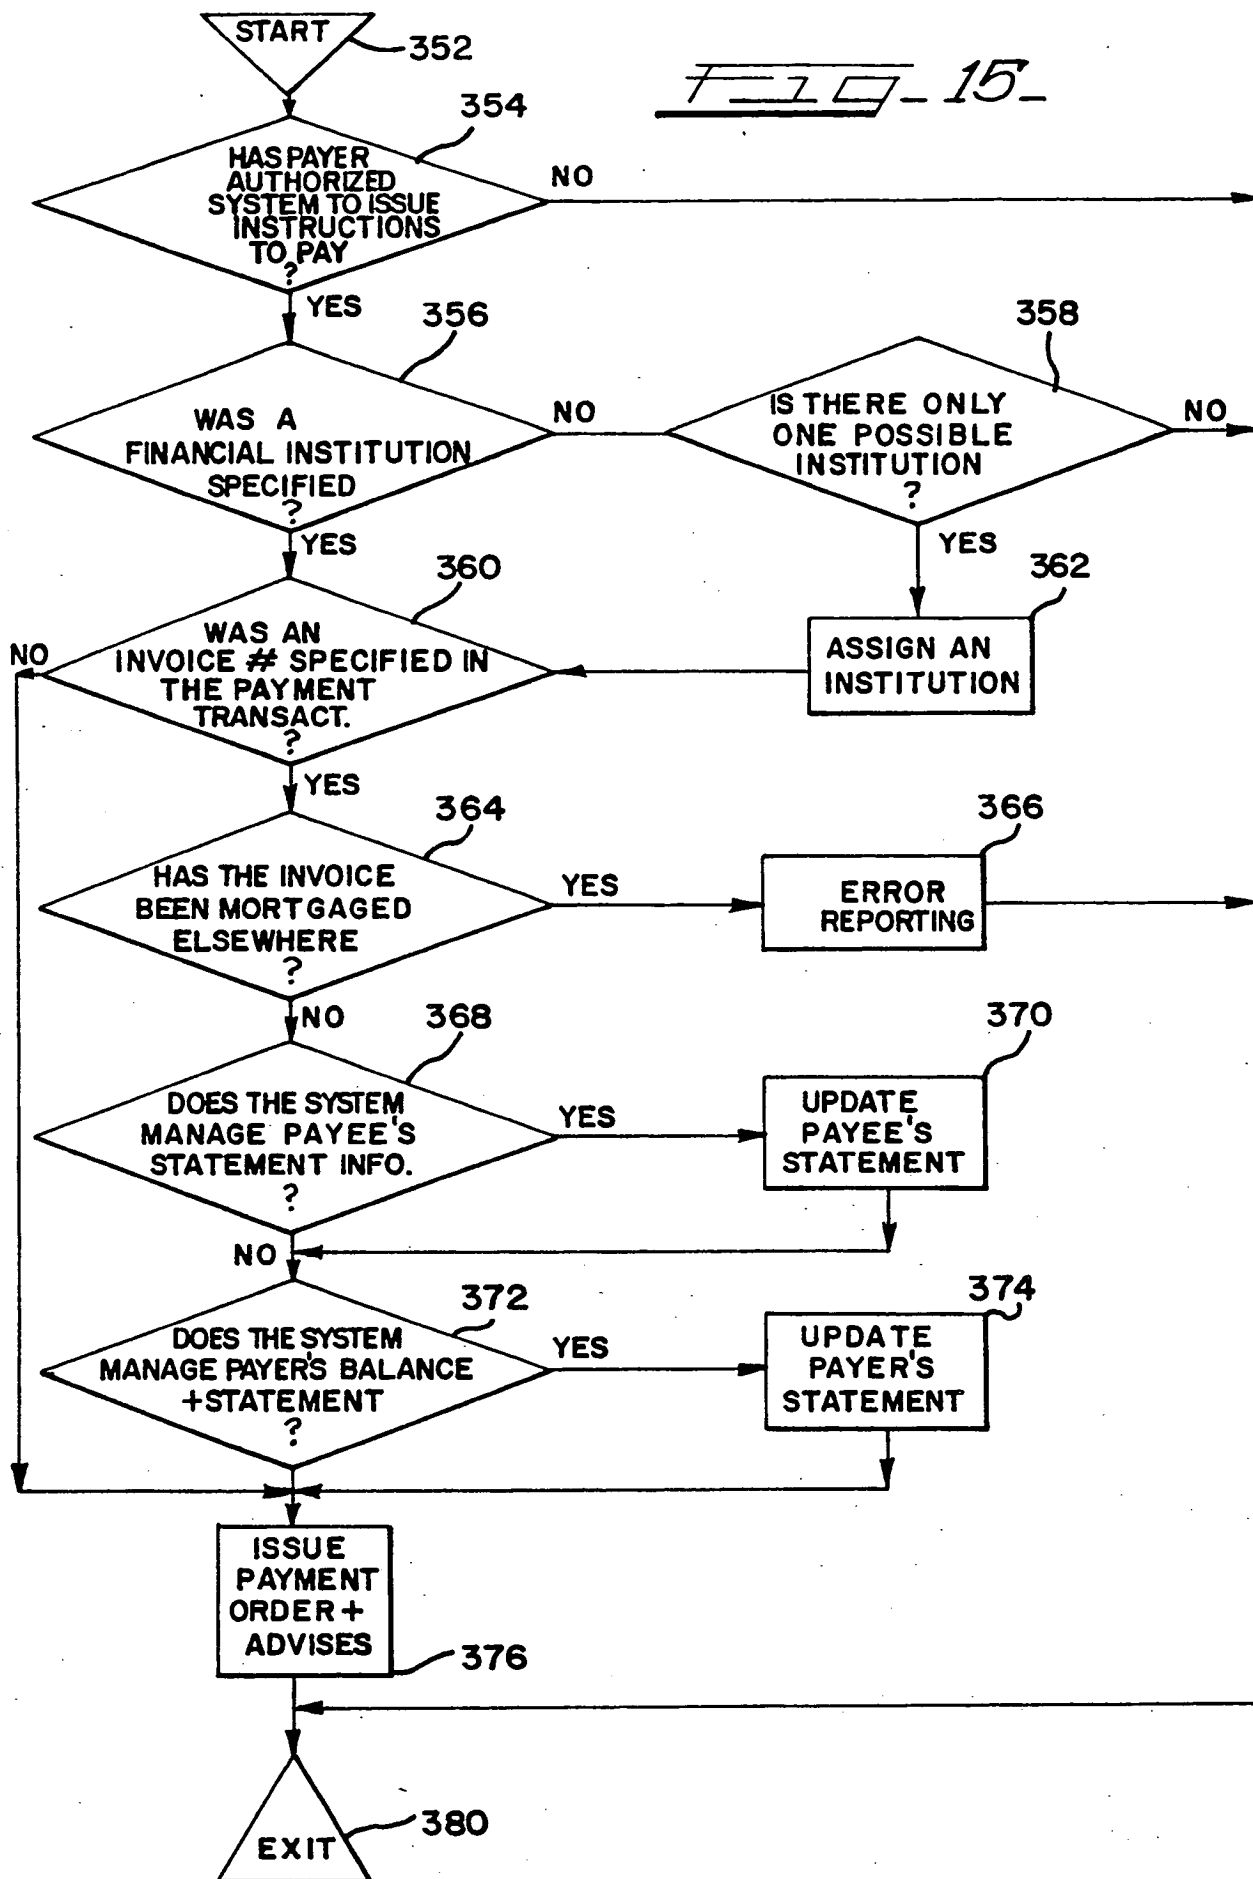 START
352
Fig-15-
354
HAS PAYER
AUTHORIZED
SYSTEM TO ISSUE
INSTRUCTIONS
TO PAY
?
NO
YES
356
WAS A
FINANCIAL INSTITUTION
SPECIFIED
?
NO
358
IS THERE ONLY
ONE POSSIBLE
INSTITUTION
?
NO
YES
YES
360
WAS AN
INVOICE # SPECIFIED IN
THE PAYMENT
TRANSACT.
?
NO
362
ASSIGN AN
INSTITUTION
YES
364
HAS THE INVOICE
BEEN MORTGAGED
ELSEWHERE
?
YES
366
ERROR
REPORTING
NO
368
DOES THE SYSTEM
MANAGE PAYEE'S
STATEMENT INFO.
?
YES
370
UPDATE
PAYEE'S
STATEMENT
NO
372
DOES THE SYSTEM
MANAGE PAYER'S BALANCE
+STATEMENT
?
YES
374
UPDATE
PAYER'S
STATEMENT
ISSUE
PAYMENT
ORDER +
ADVISES
376
EXIT
380